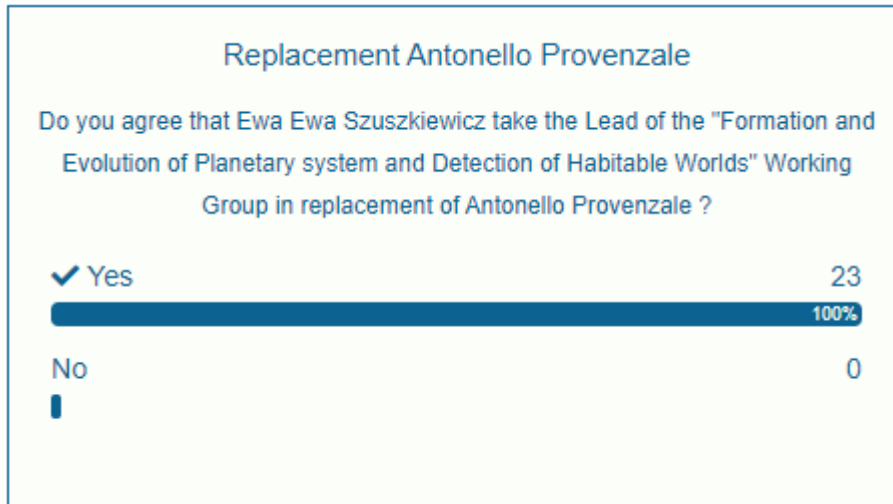 Replacement Antonello Provenzale
Do you agree that Ewa Ewa Szuszkiewicz take the Lead of the "Formation and
Evolution of Planetary system and Detection of Habitable Worlds" Working
Group in replacement of Antonello Provenzale ?
Yes 23
100%
No 0